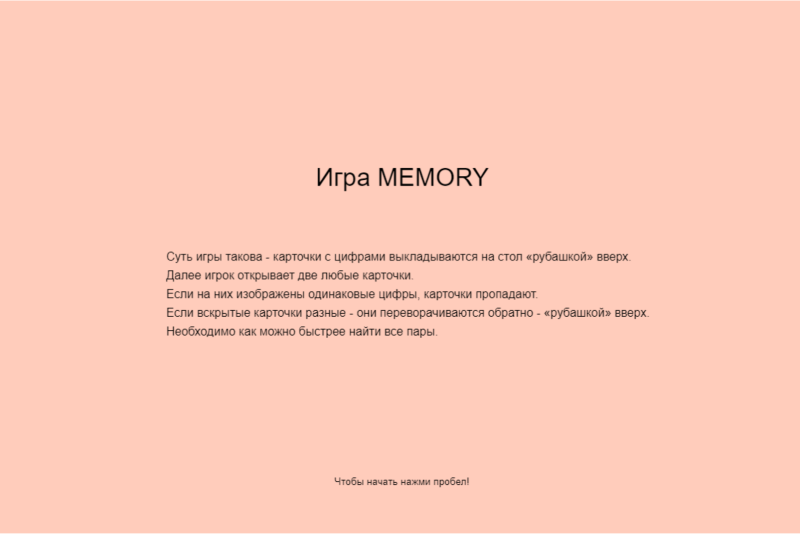 Игра MEMORY
Суть игры такова - карточки с цифрами выкладываются на стол «рубашкой» вверх.
Далее игрок открывает две любые карточки.
Если на них изображены одинаковые цифры, карточки пропадают.
Если вскрытые карточки разные - они переворачиваются обратно - «рубашкой» вверх.
Необходимо как можно быстрее найти все пары.
Чтобы начать нажми пробел!